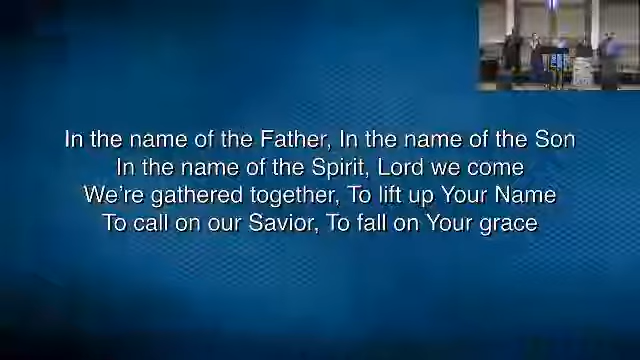 In the name of the Father, In the name of the Son
In the name of the Spirit, Lord we come
We're gathered together, To lift up Your Name
To call on our Savior, To fall on Your grace